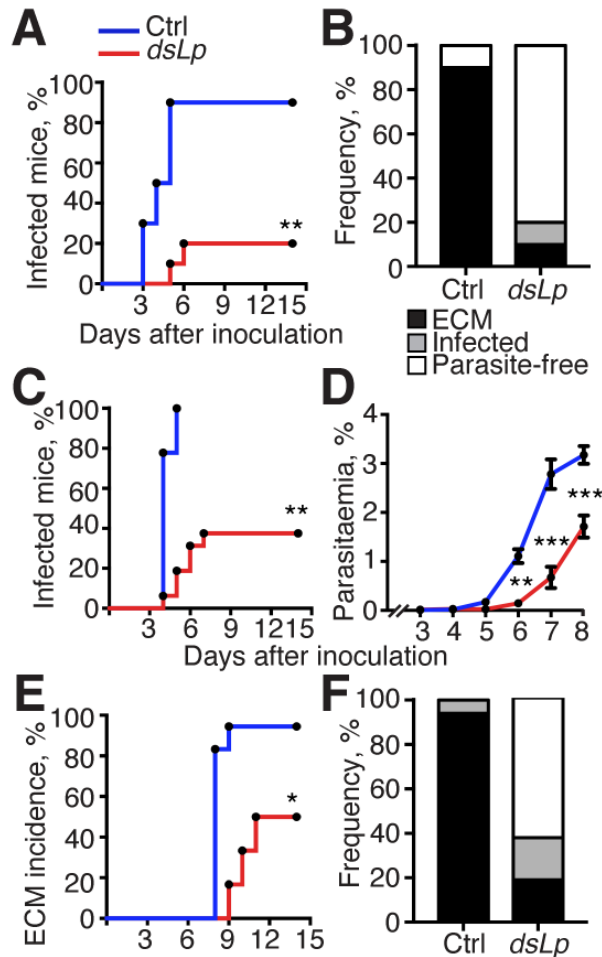 A
Ctrl
dsLp
Infected mice, %
100
80
60
40
20
0
**
3 6 9 1215
Days after inoculation
B
Frequency, %
100
80
60
40
20
0
Ctrl dsLp
ECM
Infected
Parasite-free
C
Infected mice, %
100
80
60
40
20
0
**
3 6 9 1215
D
Parasitaemia, %
4
3
2
1
0
**
***
***
3 4 5 6 7 8
Days after inoculation
E
ECM incidence, %
100
80
60
40
20
0
*
3 6 9 12 15
F
Frequency, %
100
80
60
40
20
0
Ctrl dsLp